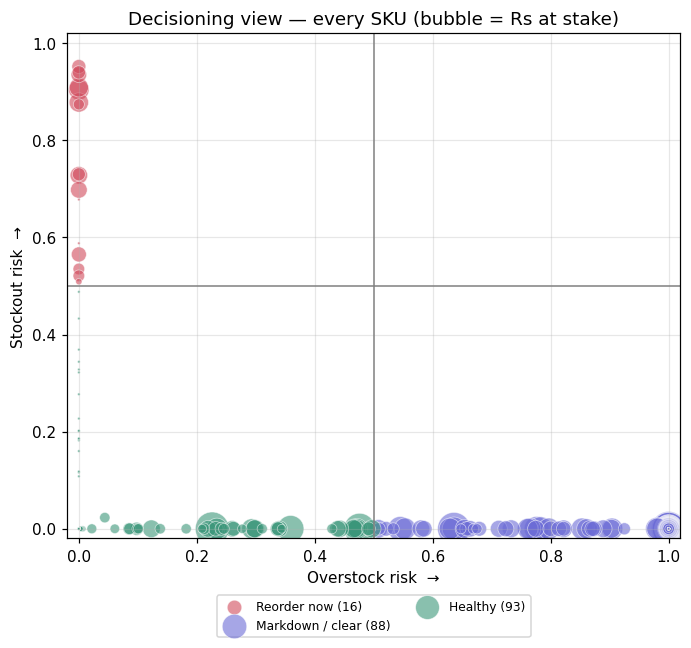 Decisioning view — every SKU (bubble = Rs at stake)
1.0
0.8
0.6
0.4
0.2
0.0
Stockout risk →
0.0 0.2 0.4 0.6 0.8 1.0
Overstock risk →
Reorder now (16) Healthy (93)
Markdown / clear (88)